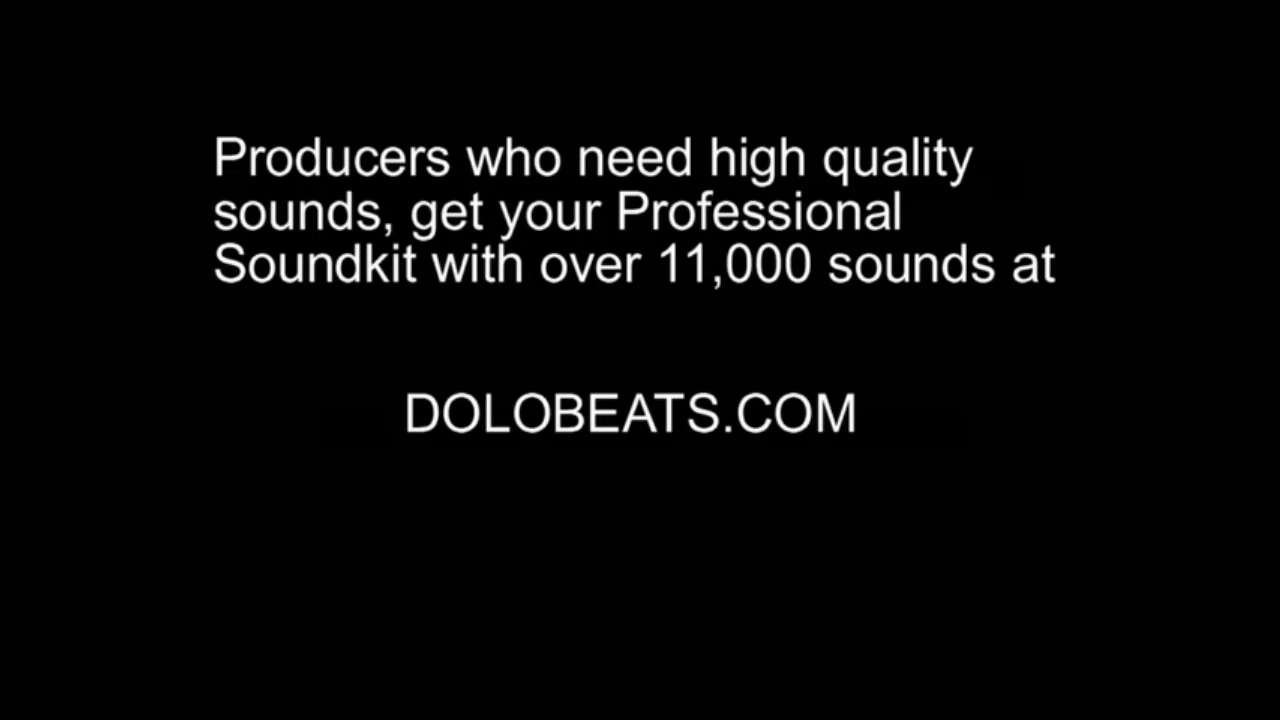 Producers who need high quality
sounds, get your Professional
Soundkit with over 11,000 sounds at
DOLOBEATS.COM